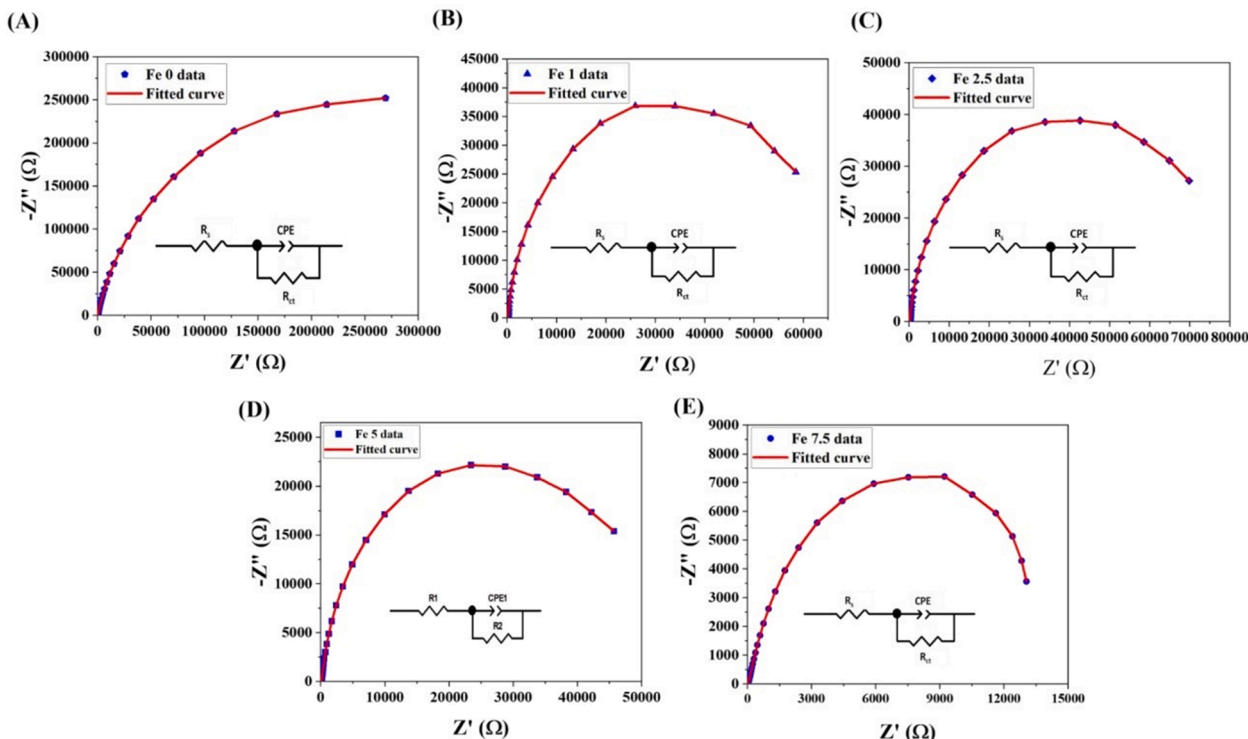 (A)
300000
250000
200000
150000
100000
50000
0
-Z" (Ω)
Fe 0 data
Fitted curve
Rs
CPE
Rct
0 50000 100000 150000 200000 250000 300000
Z' (Ω)
(B)
45000
40000
35000
30000
25000
20000
15000
10000
5000
0
-Z" (Ω)
Fe 1 data
Fitted curve
Rs
CPE
Rct
0 10000 20000 30000 40000 50000 60000
Z' (Ω)
(C)
50000
40000
30000
20000
10000
0
-Z" (Ω)
Fe 2.5 data
Fitted curve
Rs
CPE
Rct
0 10000 20000 30000 40000 50000 60000 70000 80000
Z' (Ω)
(D)
25000
20000
15000
10000
5000
0
-Z" (Ω)
Fe 5 data
Fitted curve
R1
CPE1
R2
0 10000 20000 30000 40000 50000
Z' (Ω)
(E)
9000
8000
7000
6000
5000
4000
3000
2000
1000
0
-Z" (Ω)
Fe 7.5 data
Fitted curve
Rs
CPE
Rct
0 3000 6000 9000 12000 15000
Z' (Ω)